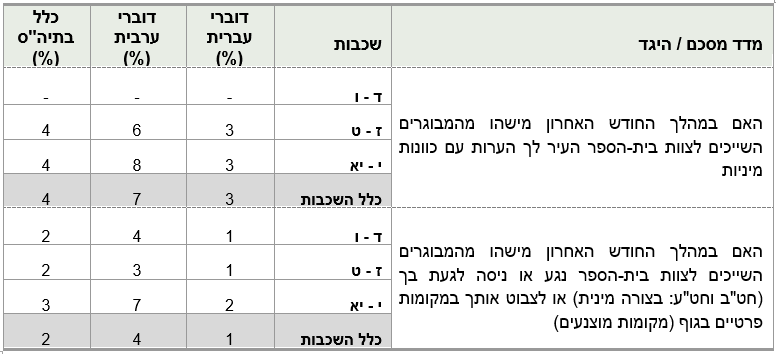 מדד מסכם / היגד | שכבות | דוברי עברית (%) | דוברי ערבית (%) | כלל בתיה"ס (%)
האם במהלך החודש האחרון מישהו מהמבוגרים
השייכים לצוות בית-הספר העיר לך הערות עם כוונות
מיניות
ד - ו | - | - | -
ז - ט | 3 | 6 | 4
י - יא | 3 | 8 | 4
כלל השכבות | 3 | 7 | 4
האם במהלך החודש האחרון מישהו מהמבוגרים
השייכים לצוות בית-הספר נגע או ניסה לגעת בך
(חט"ב וחט"ע: בצורה מינית) או לצבוט אותך במקומות
פרטיים בגוף (מקומות מוצנעים)
ד - ו | 1 | 4 | 2
ז - ט | 1 | 3 | 2
י - יא | 2 | 7 | 3
כלל השכבות | 1 | 4 | 2